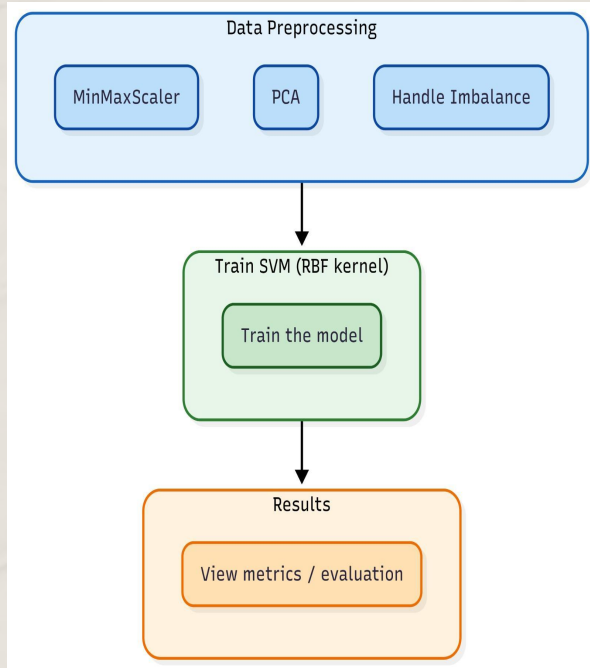 Data Preprocessing
MinMaxScaler
PCA
Handle Imbalance
Train SVM (RBF kernel)
Train the model
Results
View metrics / evaluation